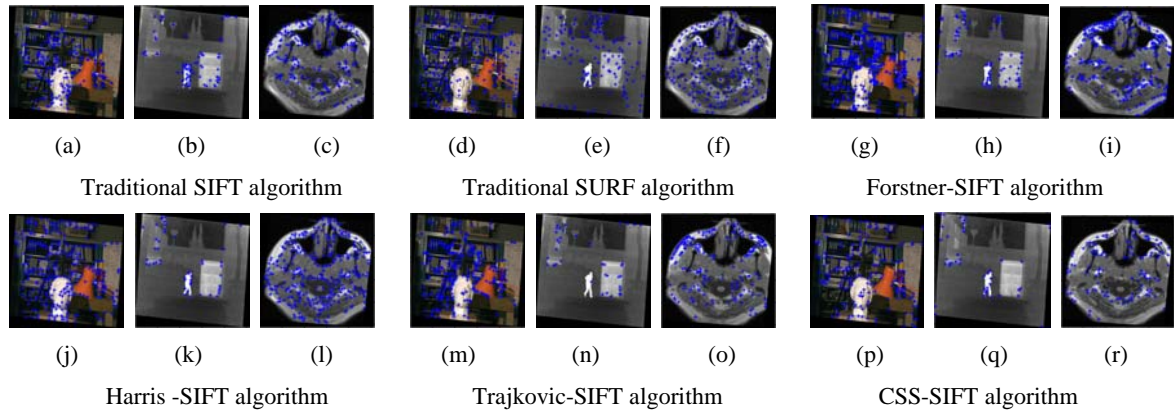 (a) (b) (c) (d) (e) (f) (g) (h) (i)
Traditional SIFT algorithm Traditional SURF algorithm Forstner-SIFT algorithm
(j) (k) (l) (m) (n) (o) (p) (q) (r)
Harris -SIFT algorithm Trajkovic-SIFT algorithm CSS-SIFT algorithm